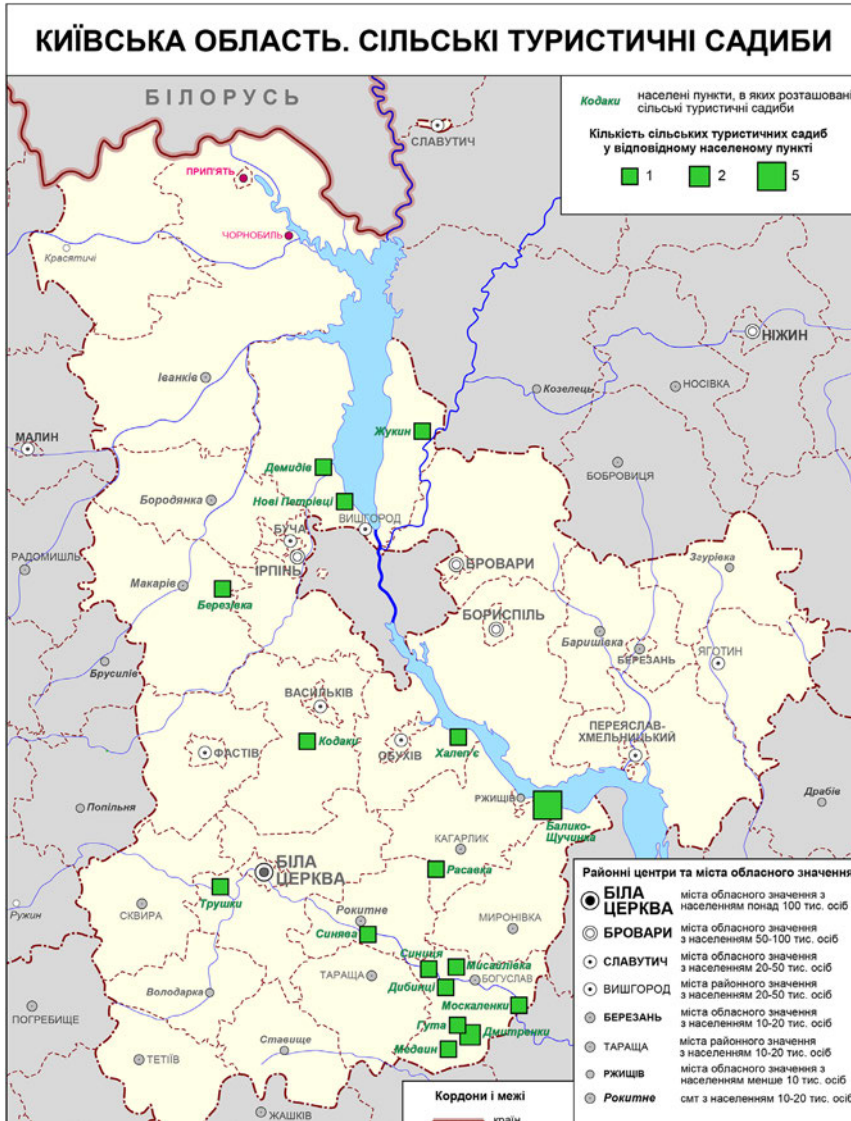 КИЇВСЬКА ОБЛАСТЬ. СІЛЬСЬКІ ТУРИСТИЧНІ САДИБИ
БІЛОРУСЬ
Кодаки
населені пункти, в яких розташовані
сільські туристичні садиби
Кількість сільських туристичних садиб
у відповідному населеному пункті
1
2
5
СЛАВУТИЧ
ПРИП'ЯТЬ
ЧОРНОБИЛЬ
Красятичі
НІЖИН
Іванків
Козелець
НОСІВКА
МАЛИН
Жукин
Демидів
БОБРОВИЦЯ
Бородянка
Нові Петрівці
ВИШГОРОД
БУЧА
ІРПІНЬ
РАДОМИШЛЬ
Макарів
Березівка
БРОВАРИ
Згурівка
БОРИСПІЛЬ
Баришівка
БЕРЕЗАНЬ
ЯГОТИН
Брусилів
ВАСИЛЬКІВ
ПЕРЕЯСЛАВ-
ХМЕЛЬНИЦЬКИЙ
ФАСТІВ
Кодаки
ОБУХІВ
Халеп'є
Попільня
РЖИЩІВ
Балико-
Щучинка
Драбів
КАГАРЛИК
БІЛА
ЦЕРКВА
Расавка
Трушки
Ружин
СКВИРА
Рокитне
Синява
МИРОНІВКА
Синиця
Мисайлівка
ТАРАЩА
БОГУСЛАВ
Дибинці
Володарка
Москаленки
ПОГРЕБИЩЕ
Гута
Дмитренки
Ставище
Медвин
ТЕТІЇВ
ЖАШКІВ
Районні центри та міста обласного значення
БІЛА
ЦЕРКВА
міста обласного значення з
населенням понад 100 тис. осіб
БРОВАРИ
міста обласного значення
з населенням 50-100 тис. осіб
СЛАВУТИЧ
міста обласного значення
з населенням 20-50 тис. осіб
ВИШГОРОД
міста районного значення
з населенням 20-50 тис. осіб
БЕРЕЗАНЬ
міста обласного значення
з населенням 10-20 тис. осіб
ТАРАЩА
міста районного значення
з населенням 10-20 тис. осіб
РЖИЩІВ
міста обласного значення з
населенням менше 10 тис. осіб
Рокитне
смт з населенням 10-20 тис. осіб
Кордони і межі
країн